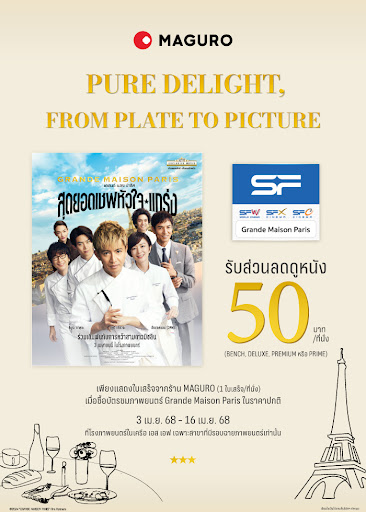 MAGURO
PURE DELIGHT,
FROM PLATE TO PICTURE
GRANDE MAISON PARIS
สุดยอดเชฟหัวใจแกร่ง
SF
SFW SFX SFC
Grande Maison Paris
รับส่วนลดดูหนัง
50 บาท
/ที่นั่ง
(BENCH, DELUXE, PREMIUM หรือ PRIME)
เพียงแสดงใบเสร็จจากร้าน MAGURO (1 ใบเสร็จ/ที่นั่ง)
เมื่อซื้อบัตรชมภาพยนตร์ Grande Maison Paris ในราคาปกติ
3 เม.ย. 68 - 16 เม.ย. 68
ที่โรงภาพยนตร์ในเครือ เอส เอฟ เฉพาะสาขาที่มีรอบฉายภาพยนตร์เท่านั้น